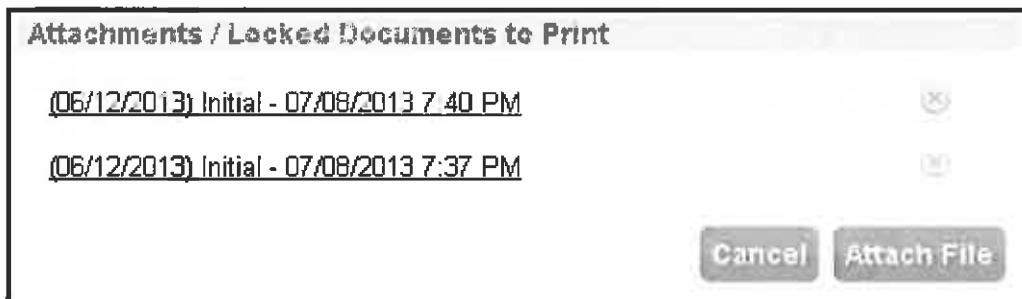 Attachments / Locked Documents to Print
(06/12/2013) Initial - 07/08/2013 7:40 PM
(06/12/2013) Initial - 07/08/2013 7:37 PM
Cancel Attach File